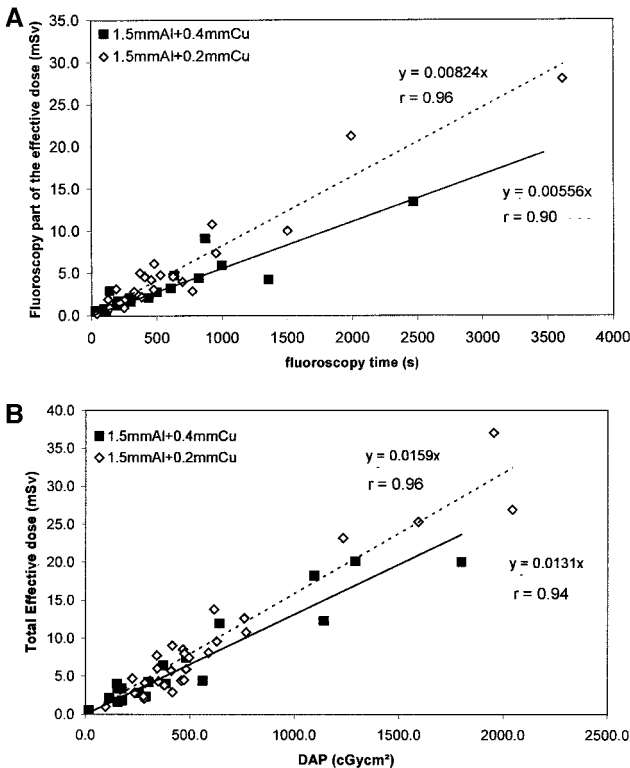 A
Fluoroscopy part of the effective dose (mSv)
35.0
30.0
25.0
20.0
15.0
10.0
5.0
0.0
1.5mmAl+0.4mmCu
1.5mmAl+0.2mmCu
y = 0.00824x
r = 0.96
y = 0.00556x
r = 0.90
0 500 1000 1500 2000 2500 3000 3500 4000
fluoroscopy time (s)
B
Total Effective dose (mSv)
40.0
35.0
30.0
25.0
20.0
15.0
10.0
5.0
0.0
1.5mmAl+0.4mmCu
1.5mmAl+0.2mmCu
y = 0.0159x
r = 0.96
y = 0.0131x
r = 0.94
0.0 500.0 1000.0 1500.0 2000.0 2500.0
DAP (cGycm²)